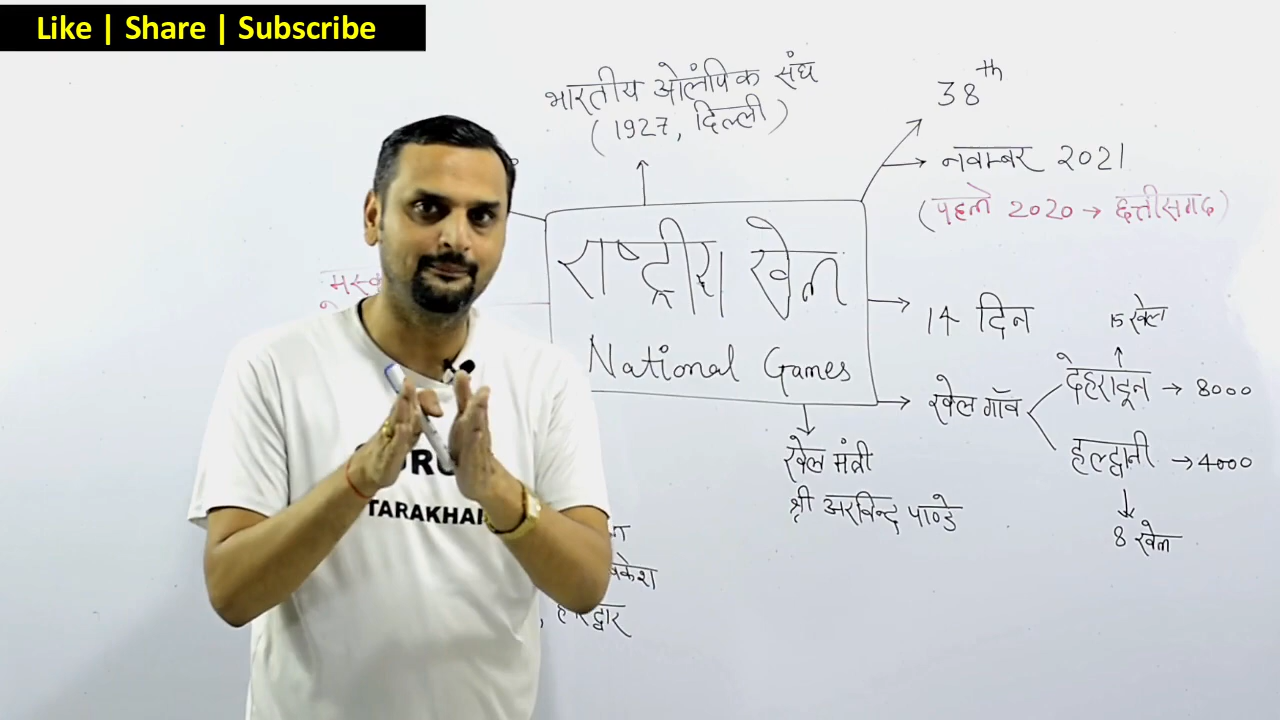 Like | Share | Subscribe
भारतीय ओलंपिक संघ
(1927, दिल्ली)
38th
नवम्बर 2021
(पहले 2020 → छत्तीसगढ)
राष्ट्रीय खेल
National Games
14 दिन
15 खेल
खेल गाँव
देहरादून → 8000
हल्द्वानी → 4000
8 खेल
खेल मंत्री
श्री अरविन्द पाण्डे
TARAKHA
, हरिद्वार